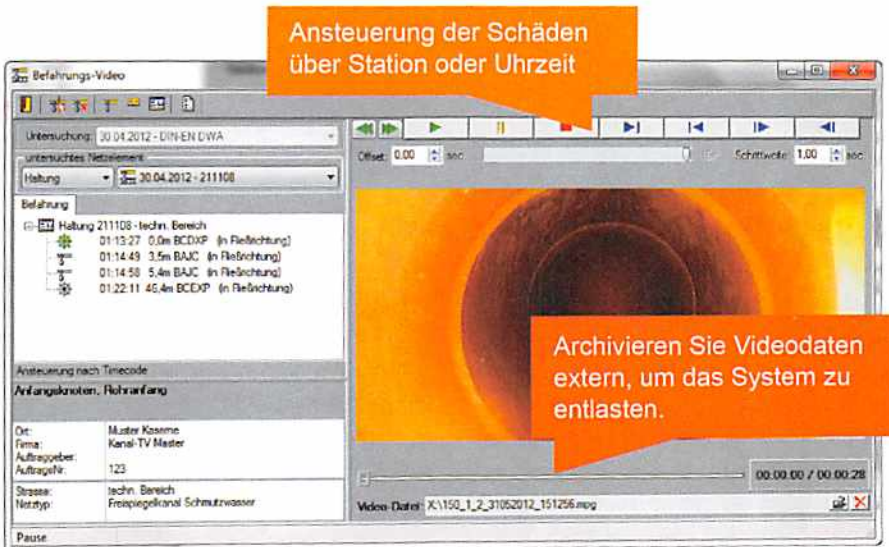 Ansteuerung der Schäden
über Station oder Uhrzeit
Befahrungs-Video
Untersuchung: 30.04.2012 - DIN-EN DWA
untersuchtes Netzelement
Haltung 30.04.2012 - 211108
Offset: 0.00 sec
Schrittweite: 1,00 sec
Befahrung
Haltung 211108 - techn. Bereich
01:13:27 0,0m BCDXP (in Fließrichtung)
01:14:49 3,5m BAJC (in Fließrichtung)
01:14:58 5,4m BAJC (in Fließrichtung)
01:22:11 46,4m BCEXP (in Fließrichtung)
Archivieren Sie Videodaten
extern, um das System zu
entlasten.
Ansteuerung nach Timecode
Anfangsknoten, Rohranfang
Ort: Muster Kaserne
Firma: Kanal-TV Master
Auftraggeber:
AuftragsNr.: 123
Strasse: techn. Bereich
Netztyp: Freispiegelkanal Schmutzwasser
00:00:00 / 00:00:28
Video-Datei: X:\150_1_2_31052012_151256.mpg
Pause